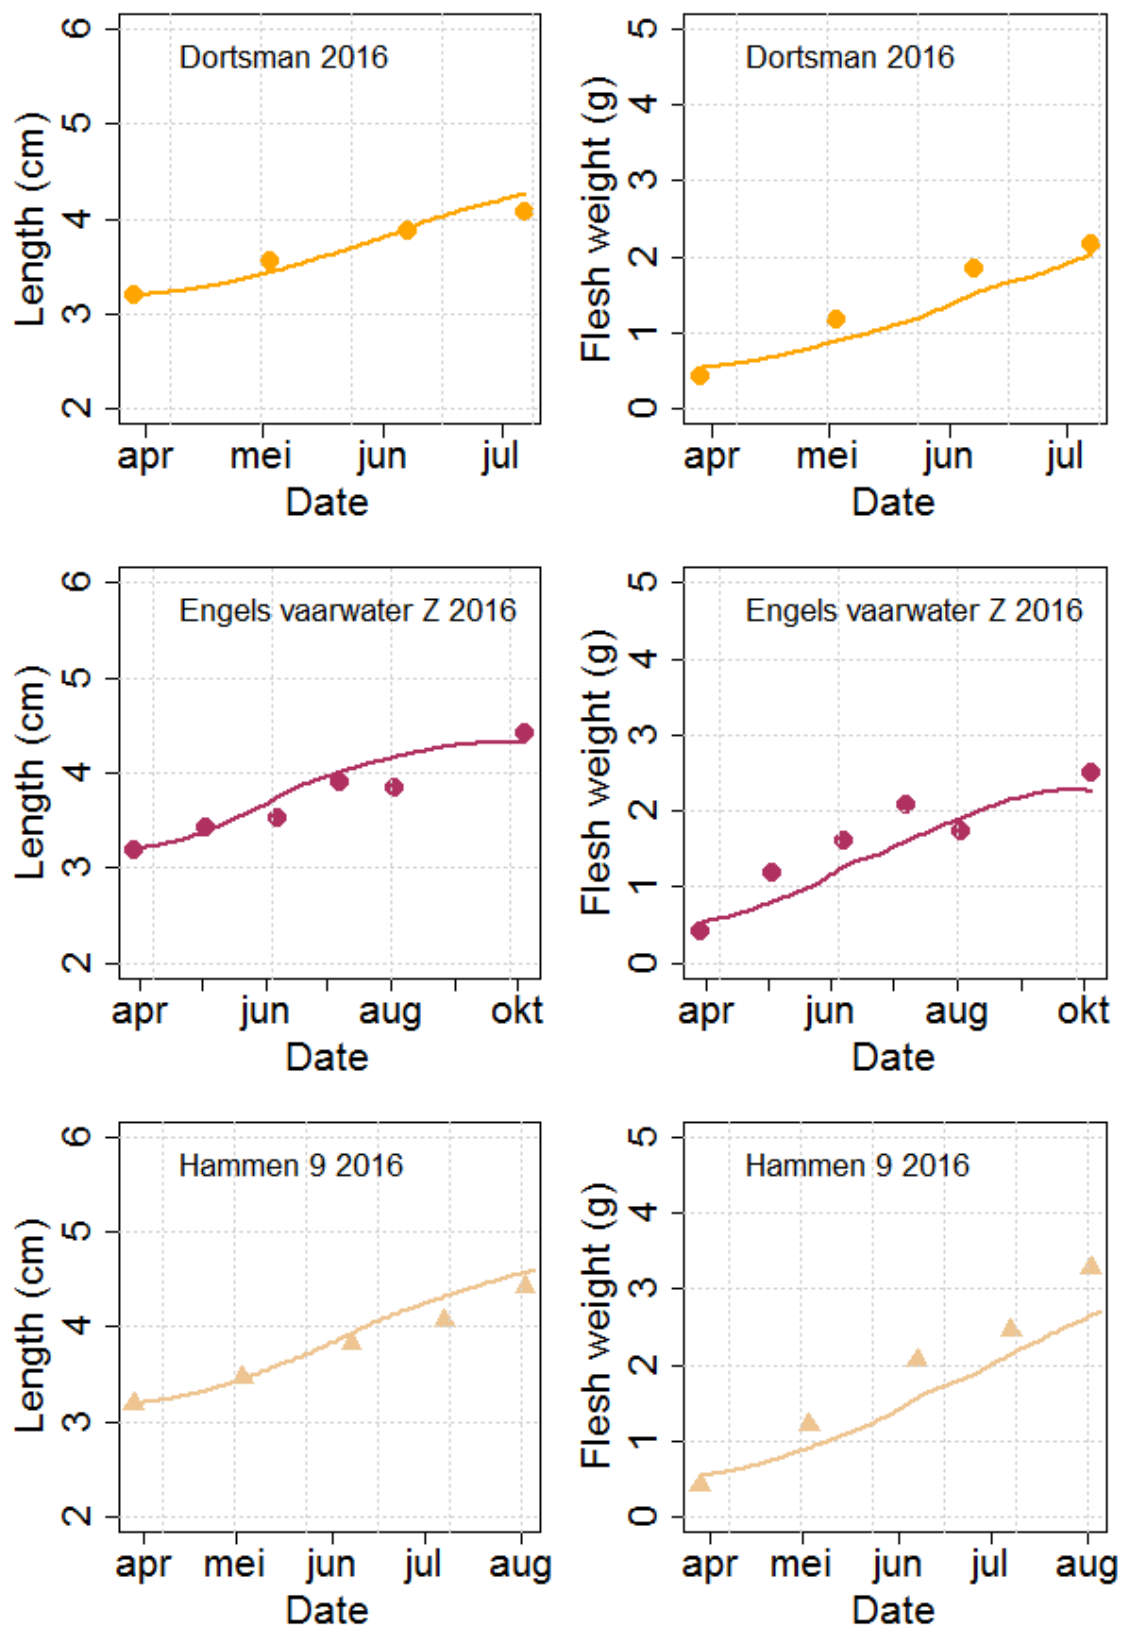 Dortsman 2016
Length (cm)
6
5
4
3
2
apr mei jun jul
Date
Dortsman 2016
Flesh weight (g)
5
4
3
2
1
0
apr mei jun jul
Date
Engels vaarwater Z 2016
Length (cm)
6
5
4
3
2
apr jun aug okt
Date
Engels vaarwater Z 2016
Flesh weight (g)
5
4
3
2
1
0
apr jun aug okt
Date
Hammen 9 2016
Length (cm)
6
5
4
3
2
apr mei jun jul aug
Date
Hammen 9 2016
Flesh weight (g)
5
4
3
2
1
0
apr mei jun jul aug
Date